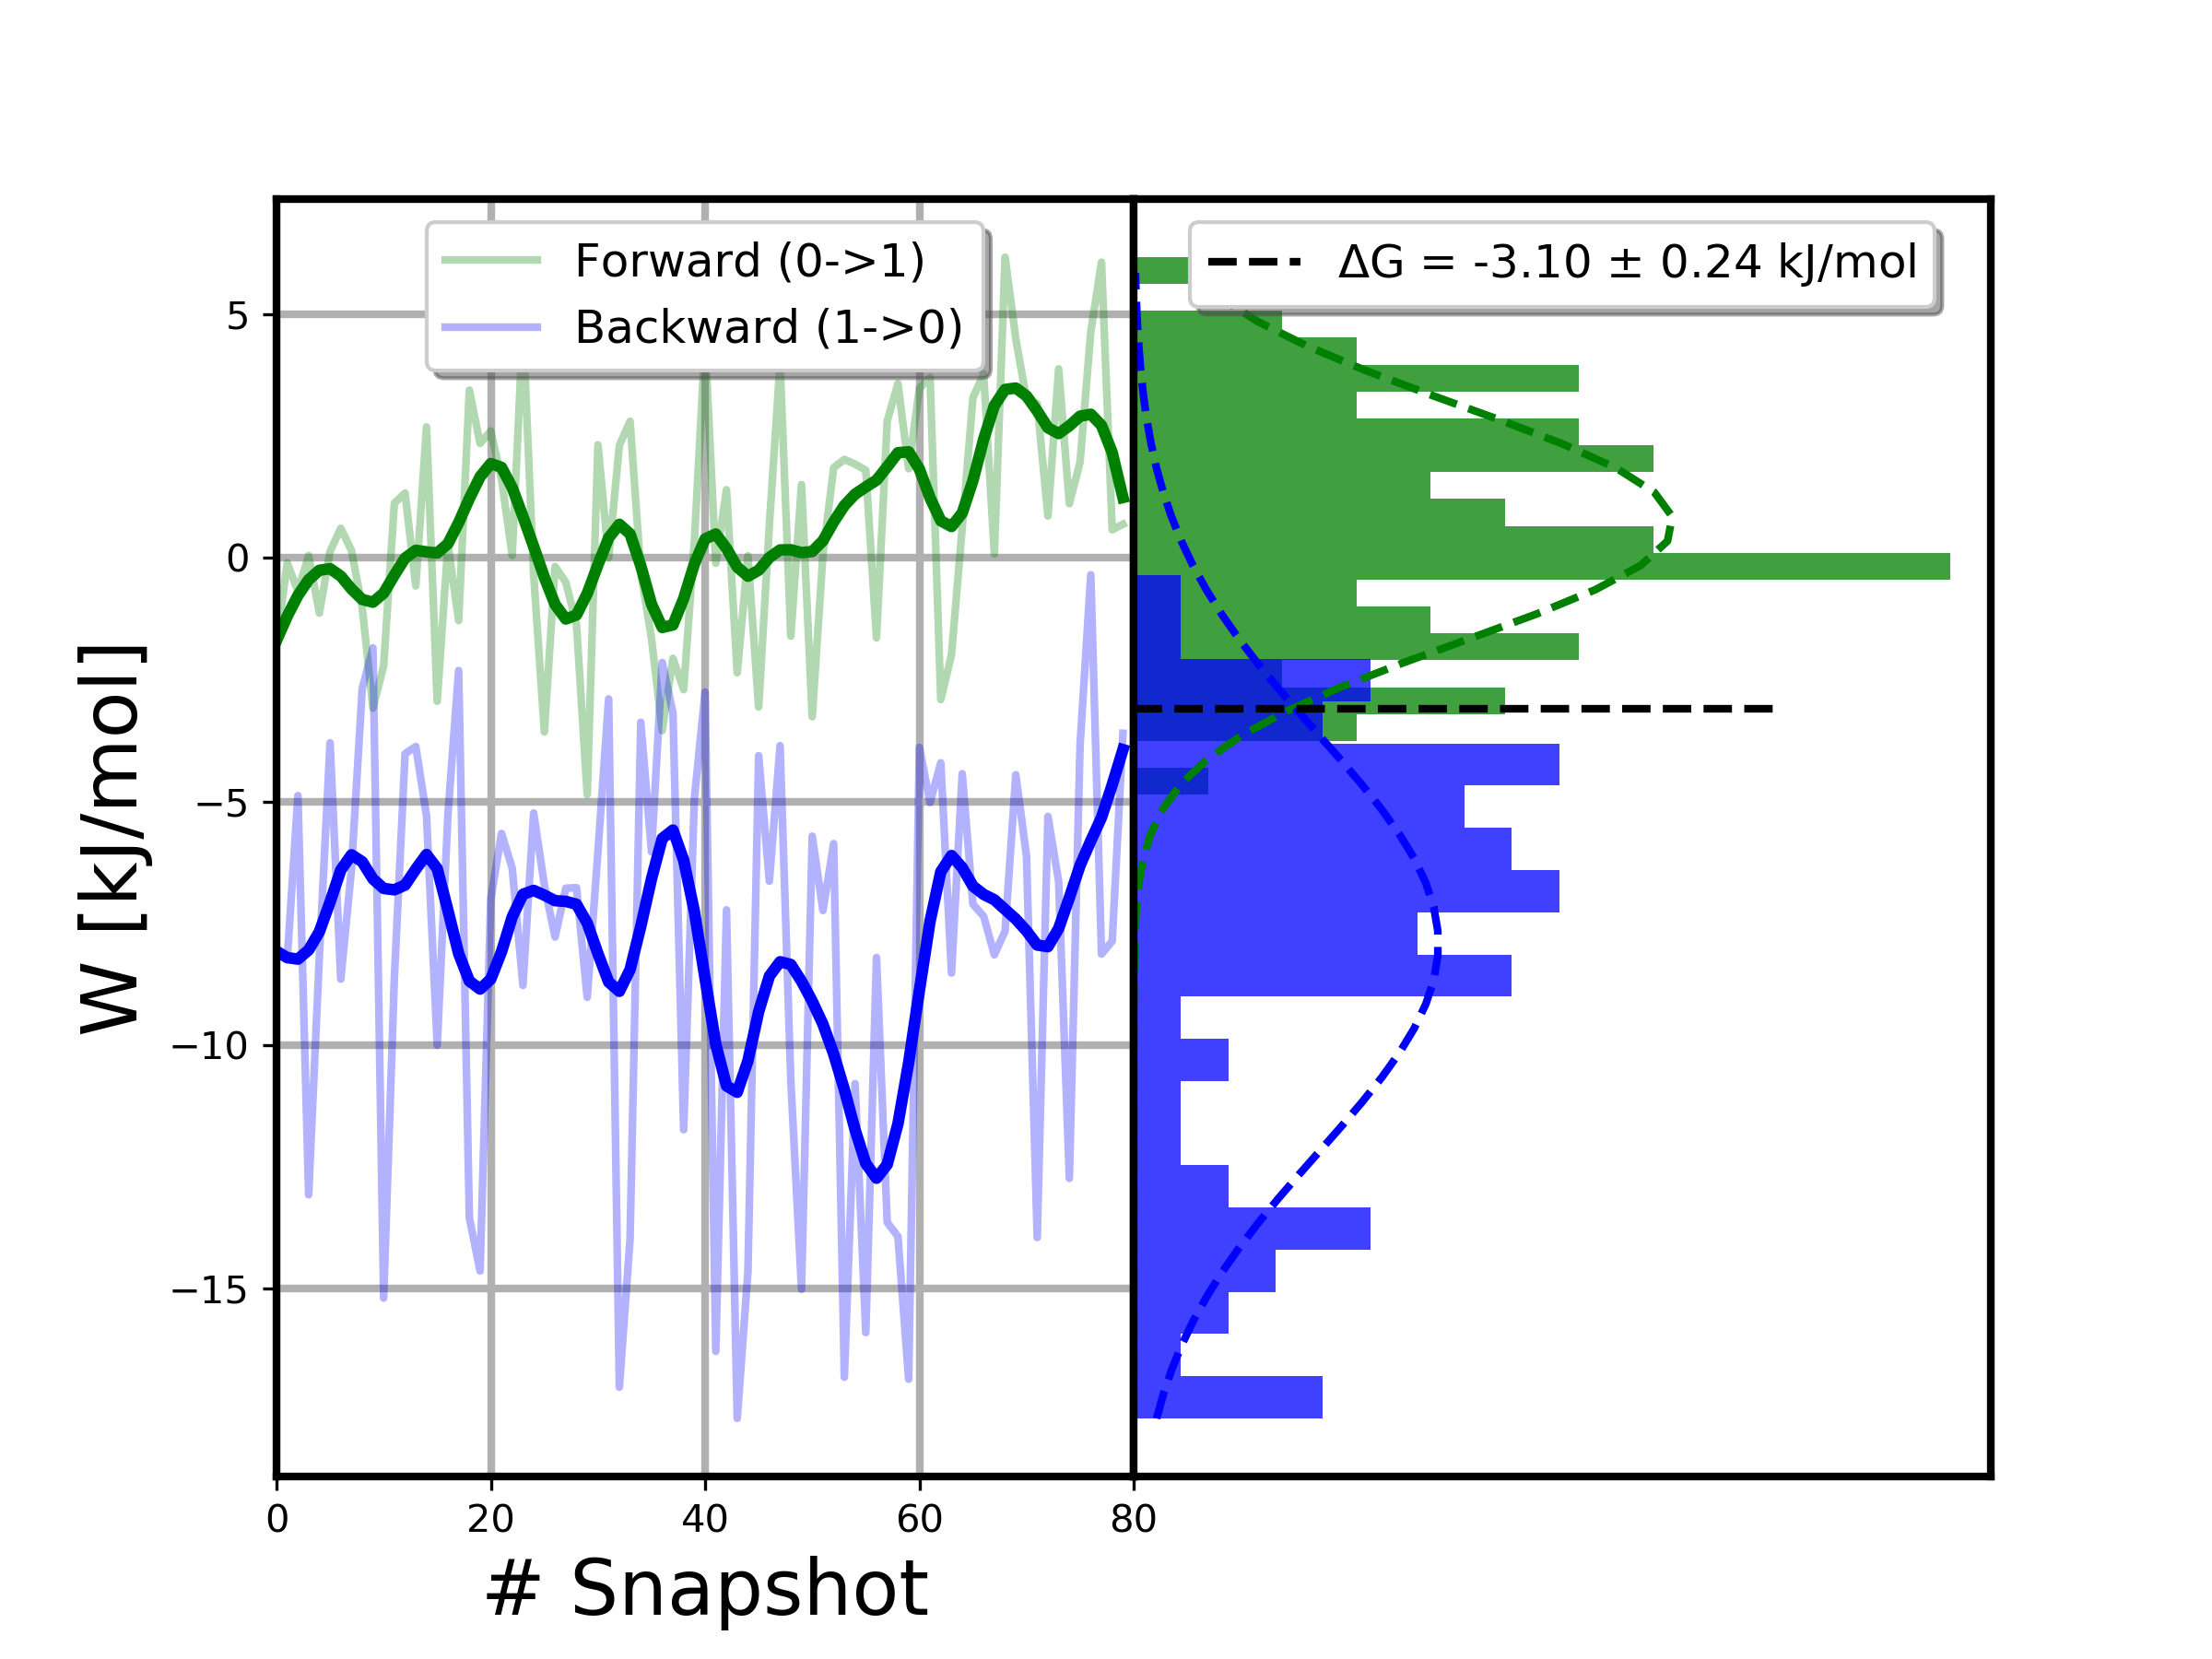 Forward (0->1)
Backward (1->0)
ΔG = -3.10 ± 0.24 kJ/mol
W [kJ/mol]
5
0
−5
−10
−15
0 20 40 60 80
# Snapshot